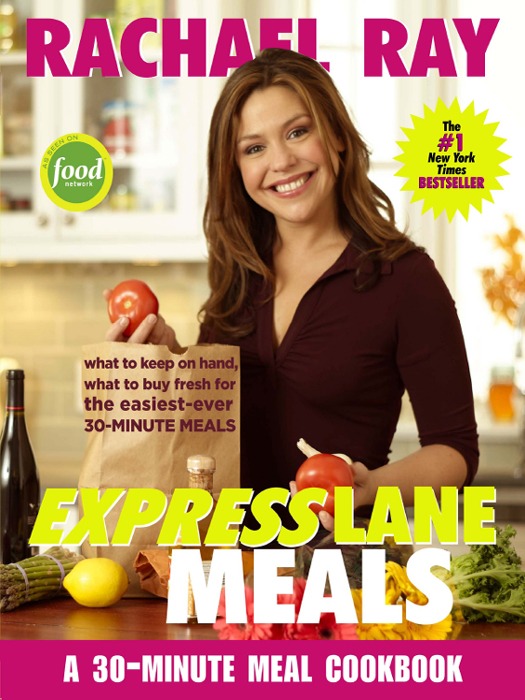 RACHAEL RAY
AS SEEN ON
food
network
The
#1
New York
Times
BESTSELLER
what to keep on hand,
what to buy fresh for
the easiest-ever
30-MINUTE MEALS
EXPRESS LANE
MEALS
A 30-MINUTE MEAL COOKBOOK